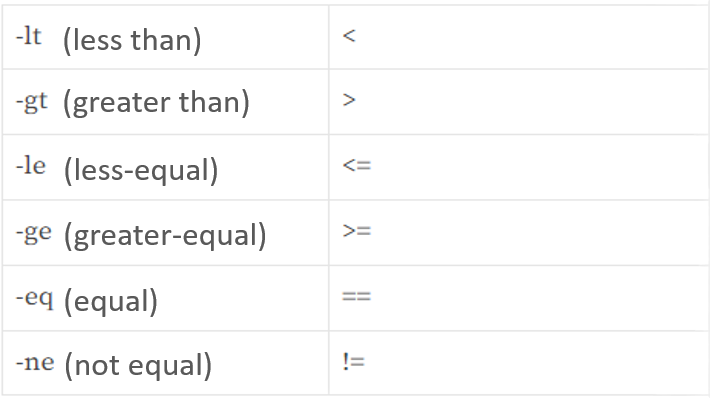 -lt (less than) <
-gt (greater than) >
-le (less-equal) <=
-ge (greater-equal) >=
-eq (equal) ==
-ne (not equal) !=